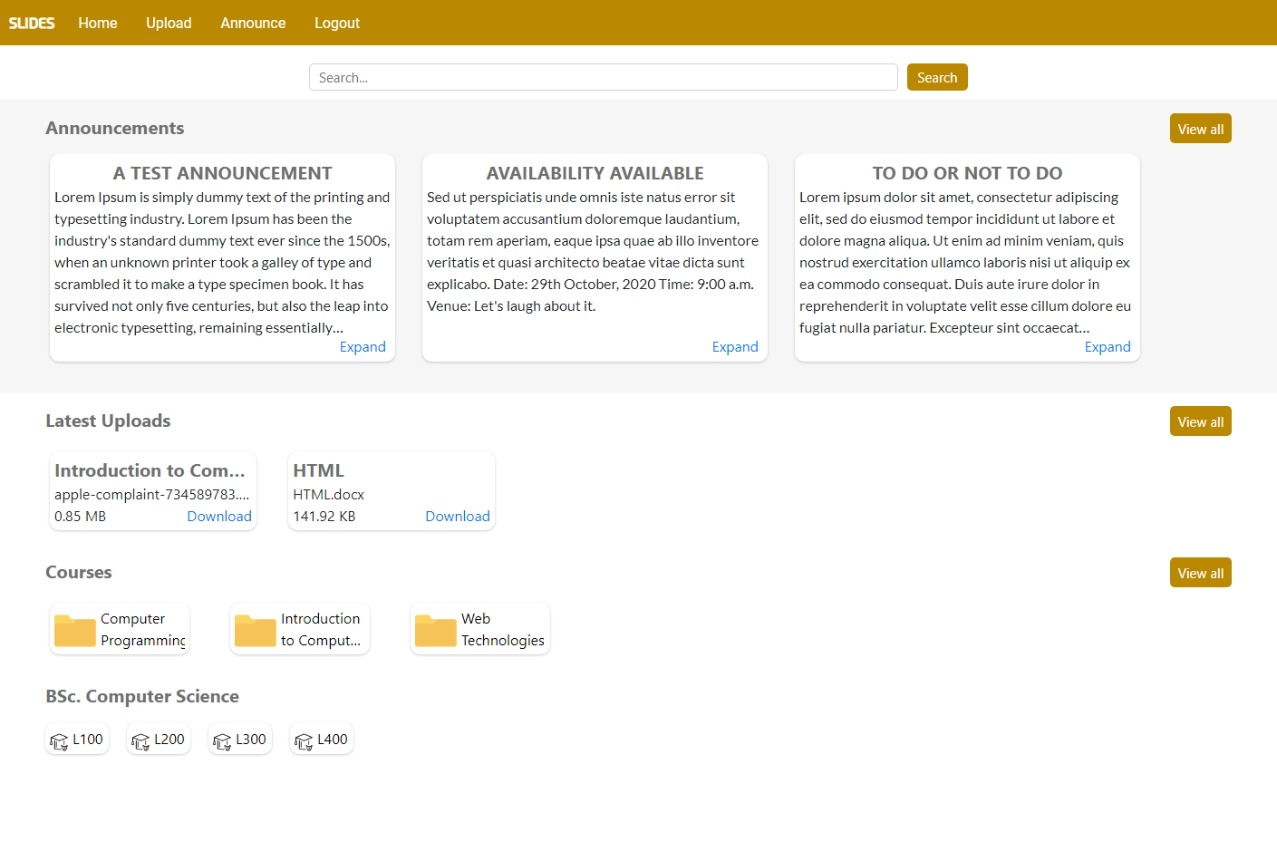 SLIDES Home Upload Announce Logout
Search... Search
Announcements View all
A TEST ANNOUNCEMENT
Lorem Ipsum is simply dummy text of the printing and
typesetting industry. Lorem Ipsum has been the
industry's standard dummy text ever since the 1500s,
when an unknown printer took a galley of type and
scrambled it to make a type specimen book. It has
survived not only five centuries, but also the leap into
electronic typesetting, remaining essentially...
Expand
AVAILABILITY AVAILABLE
Sed ut perspiciatis unde omnis iste natus error sit
voluptatem accusantium doloremque laudantium,
totam rem aperiam, eaque ipsa quae ab illo inventore
veritatis et quasi architecto beatae vitae dicta sunt
explicabo. Date: 29th October, 2020 Time: 9:00 a.m.
Venue: Let's laugh about it.
Expand
TO DO OR NOT TO DO
Lorem ipsum dolor sit amet, consectetur adipiscing
elit, sed do eiusmod tempor incididunt ut labore et
dolore magna aliqua. Ut enim ad minim veniam, quis
nostrud exercitation ullamco laboris nisi ut aliquip ex
ea commodo consequat. Duis aute irure dolor in
reprehenderit in voluptate velit esse cillum dolore eu
fugiat nulla pariatur. Excepteur sint occaecat...
Expand
Latest Uploads View all
Introduction to Com...
apple-complaint-734589783....
0.85 MB Download
HTML
HTML.docx
141.92 KB Download
Courses View all
Computer
Programming
Introduction
to Comput...
Web
Technologies
BSc. Computer Science
L100 L200 L300 L400